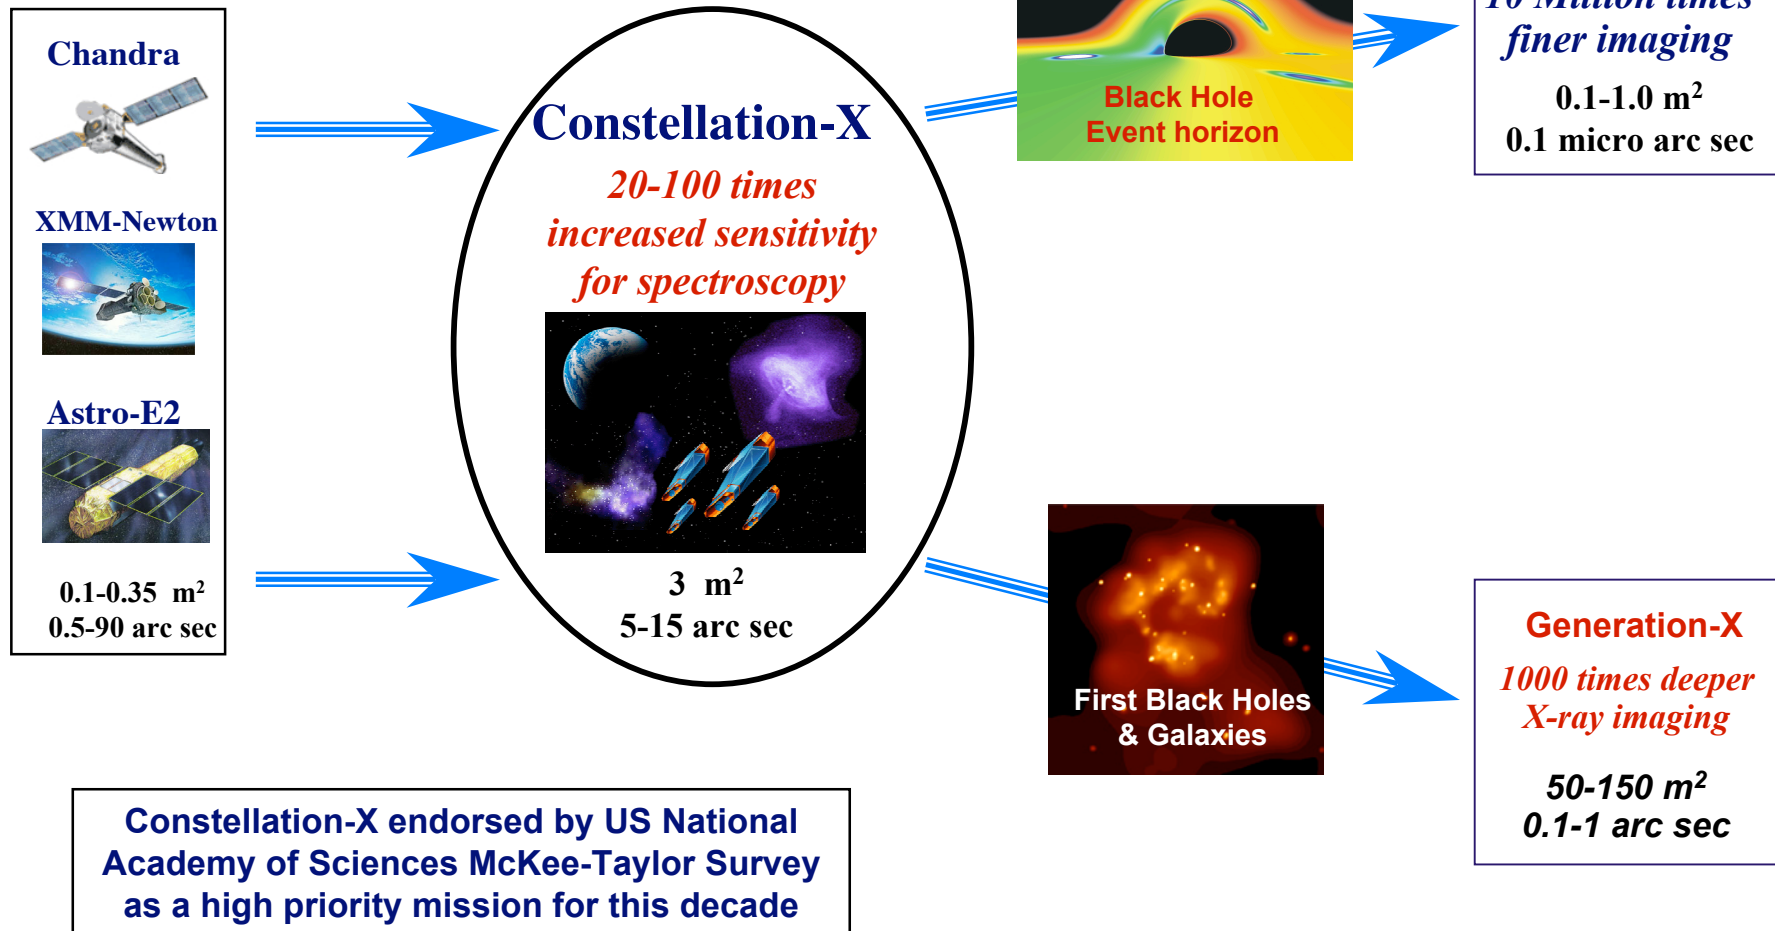 Chandra
XMM-Newton
Astro-E2
0.1-0.35 m²
0.5-90 arc sec
Constellation-X
20-100 times
increased sensitivity
for spectroscopy
3 m²
5-15 arc sec
Black Hole
Event horizon
10 Million times
finer imaging
0.1-1.0 m²
0.1 micro arc sec
First Black Holes
& Galaxies
Generation-X
1000 times deeper
X-ray imaging
50-150 m²
0.1-1 arc sec
Constellation-X endorsed by US National
Academy of Sciences McKee-Taylor Survey
as a high priority mission for this decade